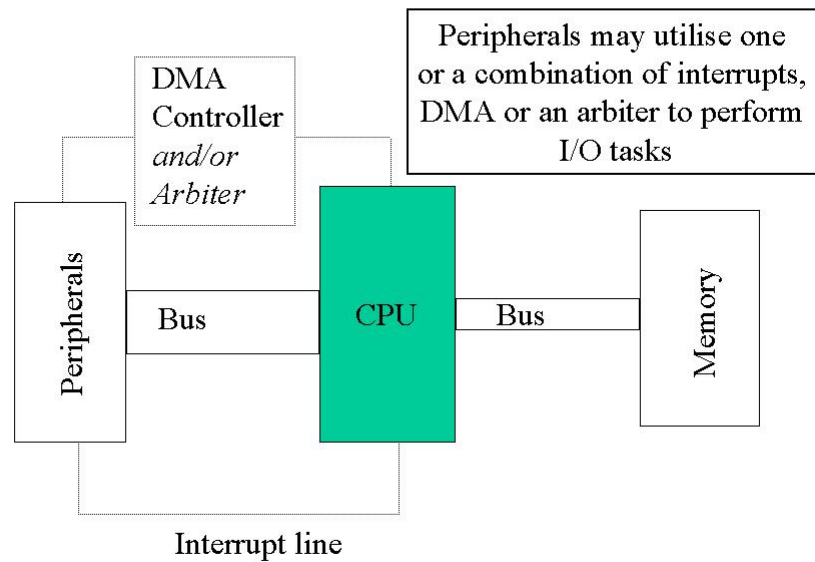 Peripherals may utilise one
or a combination of interrupts,
DMA or an arbiter to perform
I/O tasks
DMA
Controller
and/or
Arbiter
Peripherals
Bus
CPU
Bus
Memory
Interrupt line